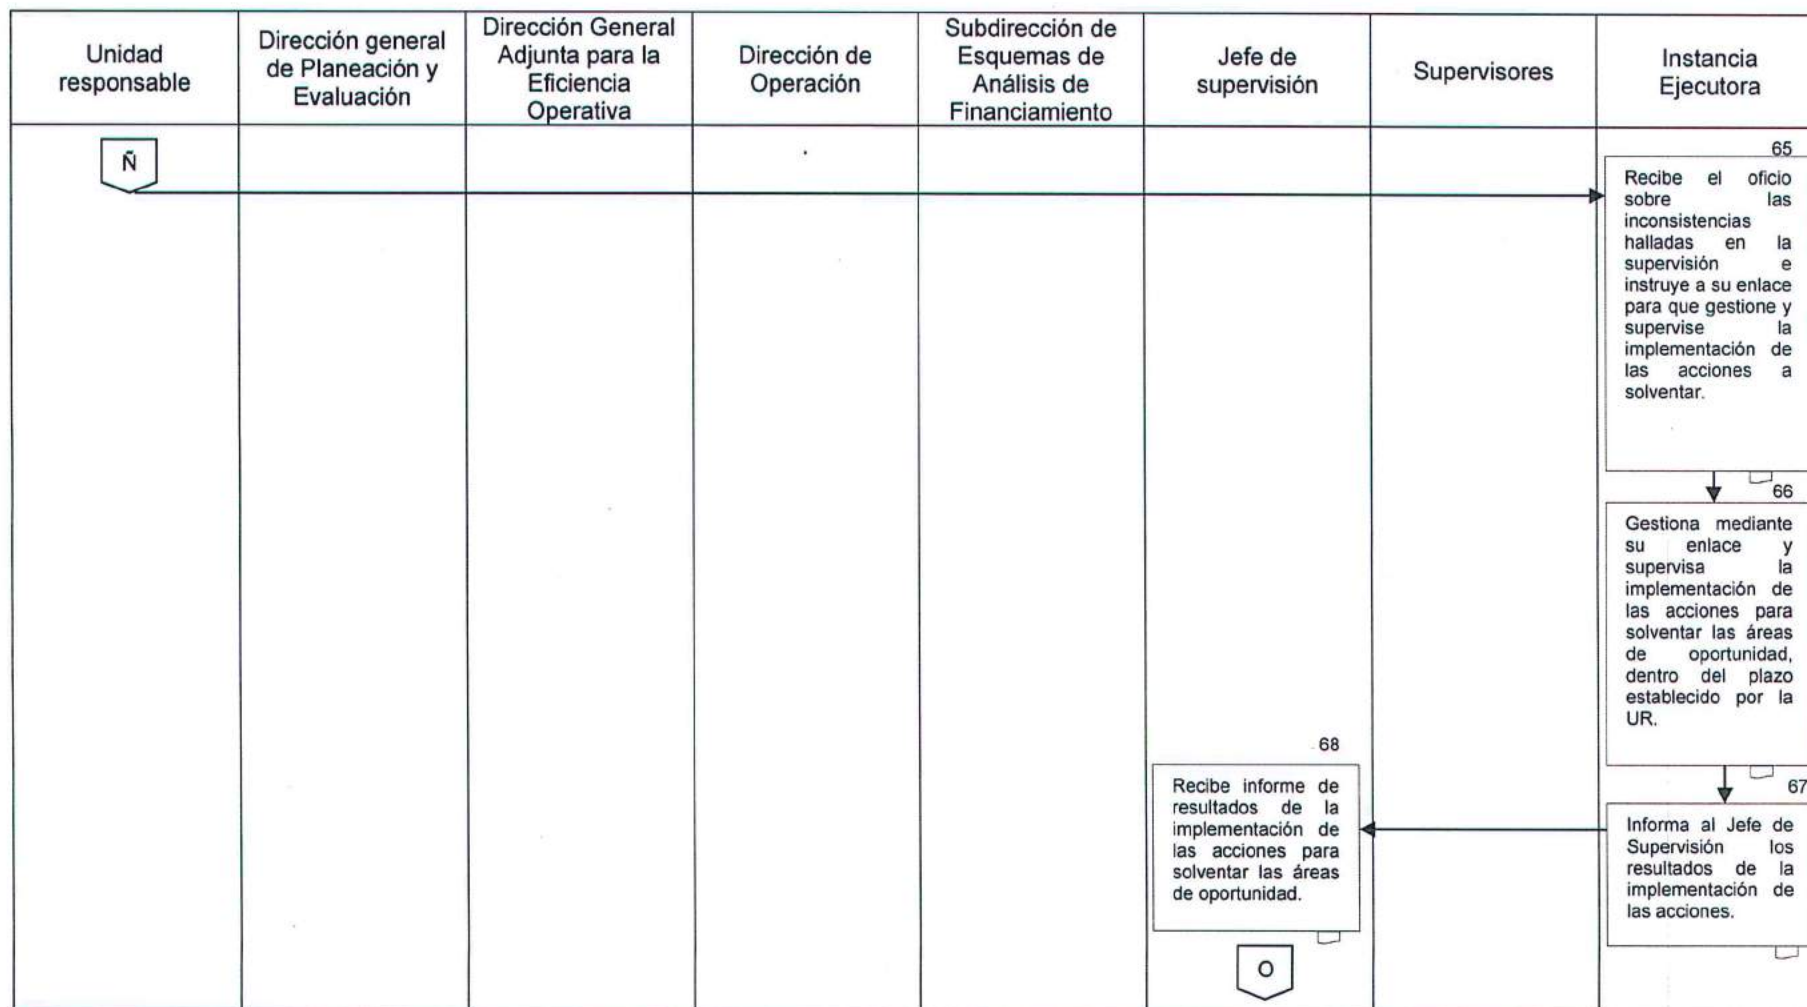 Unidad
responsable
Dirección general
de Planeación y
Evaluación
Dirección General
Adjunta para la
Eficiencia
Operativa
Dirección de
Operación
Subdirección de
Esquemas de
Análisis de
Financiamiento
Jefe de
supervisión
Supervisores
Instancia
Ejecutora
Ñ
65
Recibe el oficio
sobre las
inconsistencias
halladas en la
supervisión e
instruye a su enlace
para que gestione y
supervise la
implementación de
las acciones a
solventar.
66
Gestiona mediante
su enlace y
supervisa la
implementación de
las acciones para
solventar las áreas
de oportunidad,
dentro del plazo
establecido por la
UR.
67
Informa al Jefe de
Supervisión los
resultados de la
implementación de
las acciones.
68
Recibe informe de
resultados de la
implementación de
las acciones para
solventar las áreas
de oportunidad.
O